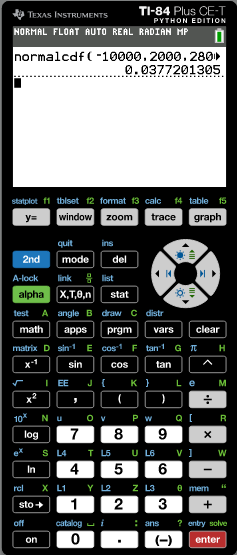 TEXAS INSTRUMENTS TI-84 Plus CE-T
PYTHON EDITION
NORMAL FLOAT AUTO REAL RADIAN MP
normalcdf(-10000,2000,280
0.0377201305
statplot f1 tblset f2 format f3 calc f4 table f5
y= window zoom trace graph
quit ins
2nd mode del
A-lock link list
alpha X,T,θ,n stat
test A angle B draw C distr
math apps prgm vars clear
matrix D sin⁻¹ E cos⁻¹ F tan⁻¹ G π H
x⁻¹ sin cos tan ^
√ I EE J { K } L e M
x² , ( ) ÷
10ˣ N u O v P w Q [ R
log 7 8 9 ×
eˣ S L4 T L5 U L6 V ] W
ln 4 5 6 −
rcl X L1 Y L2 Z L3 θ mem "
sto→ 1 2 3 +
off catalog ␣ i : ans ? entry solve
on 0 . (−) enter